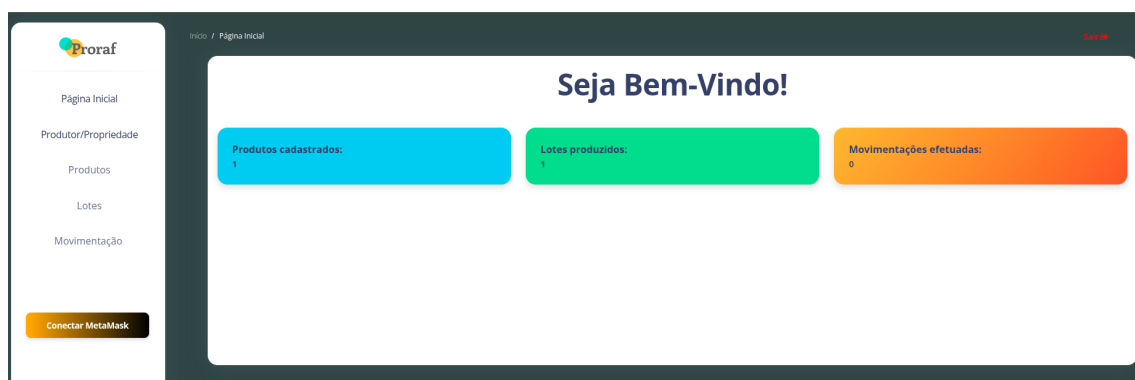 Proraf
Início / Página Inicial
Sair
Página Inicial
Produtor/Propriedade
Produtos
Lotes
Movimentação
Conectar MetaMask
Seja Bem-Vindo!
Produtos cadastrados:
1
Lotes produzidos:
1
Movimentações efetuadas:
0